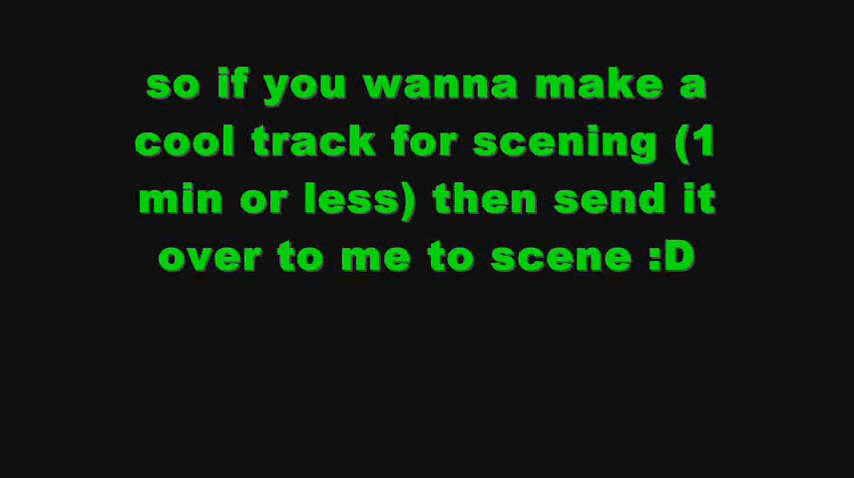 so if you wanna make a
cool track for scening (1
min or less) then send it
over to me to scene :D